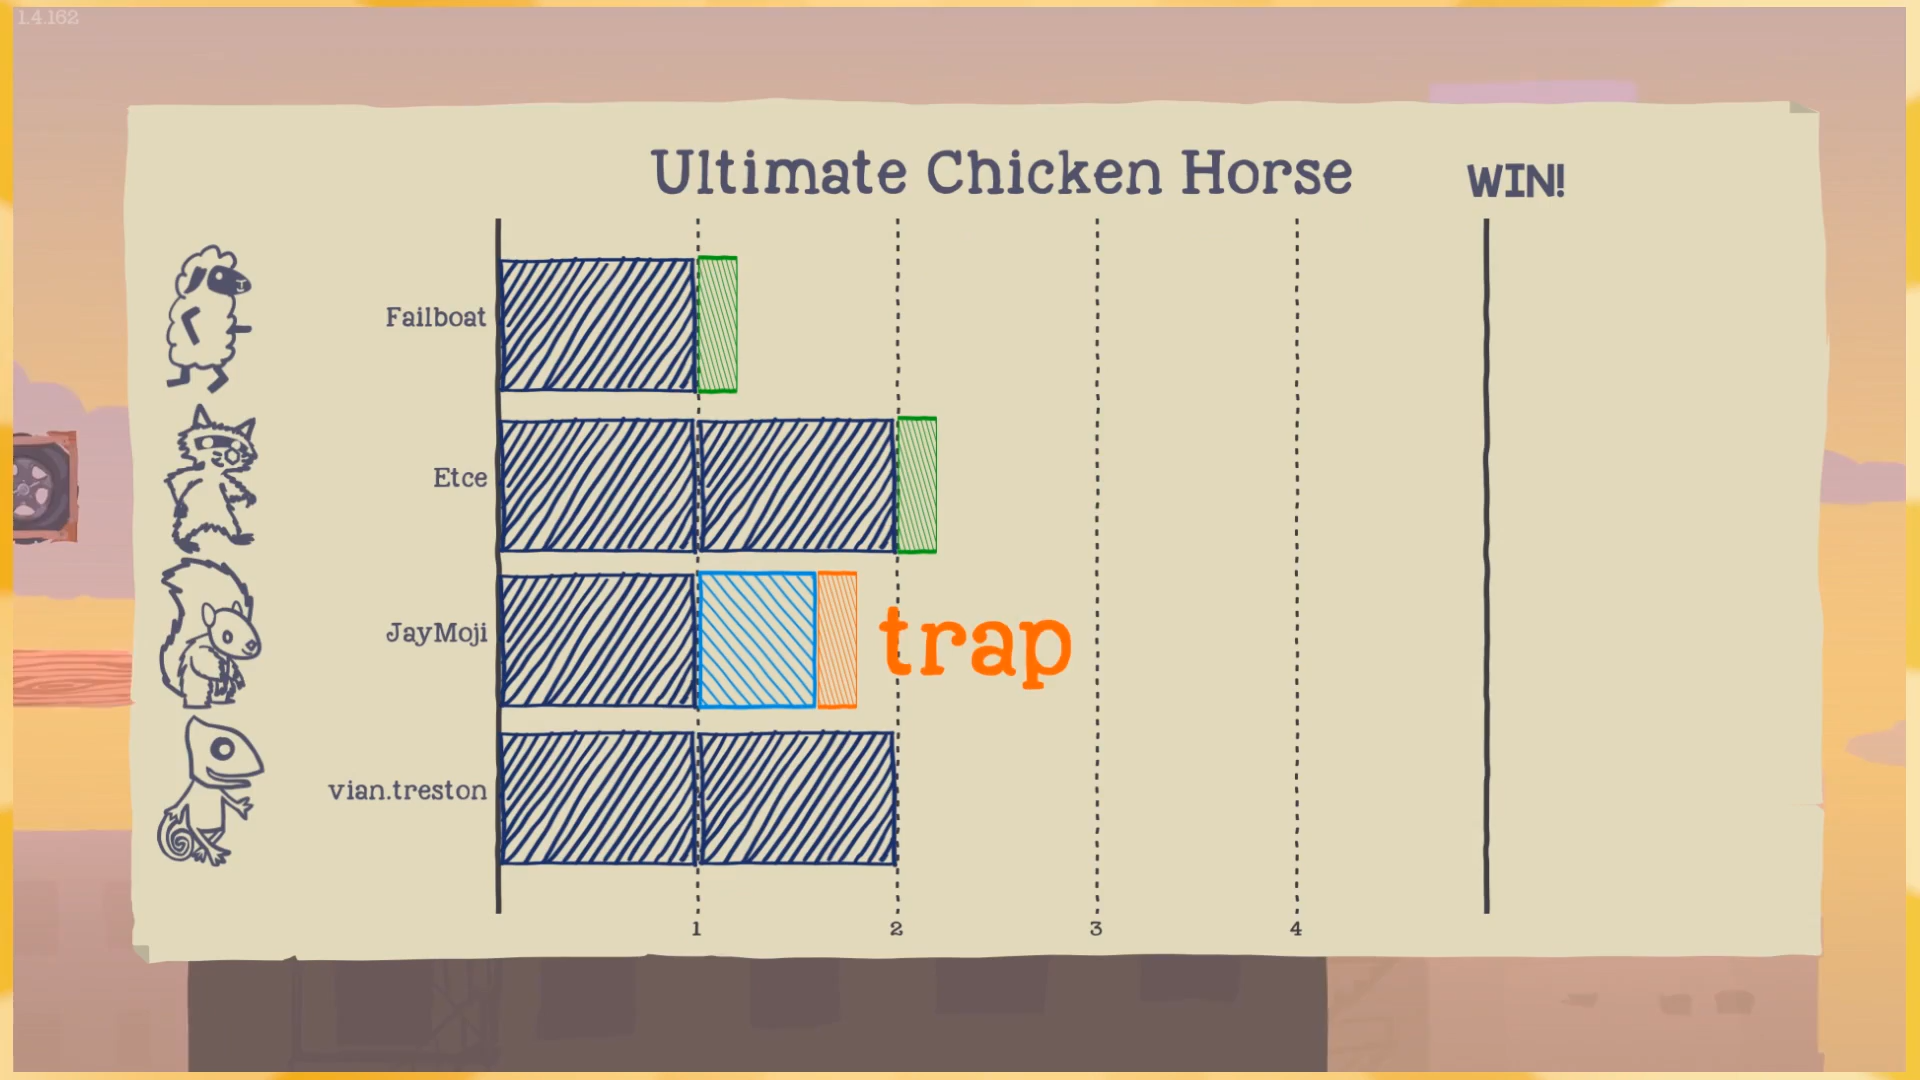 1.4.162
Ultimate Chicken Horse
WIN!
Failboat
Etce
JayMoji
trap
vian.treston
1 2 3 4